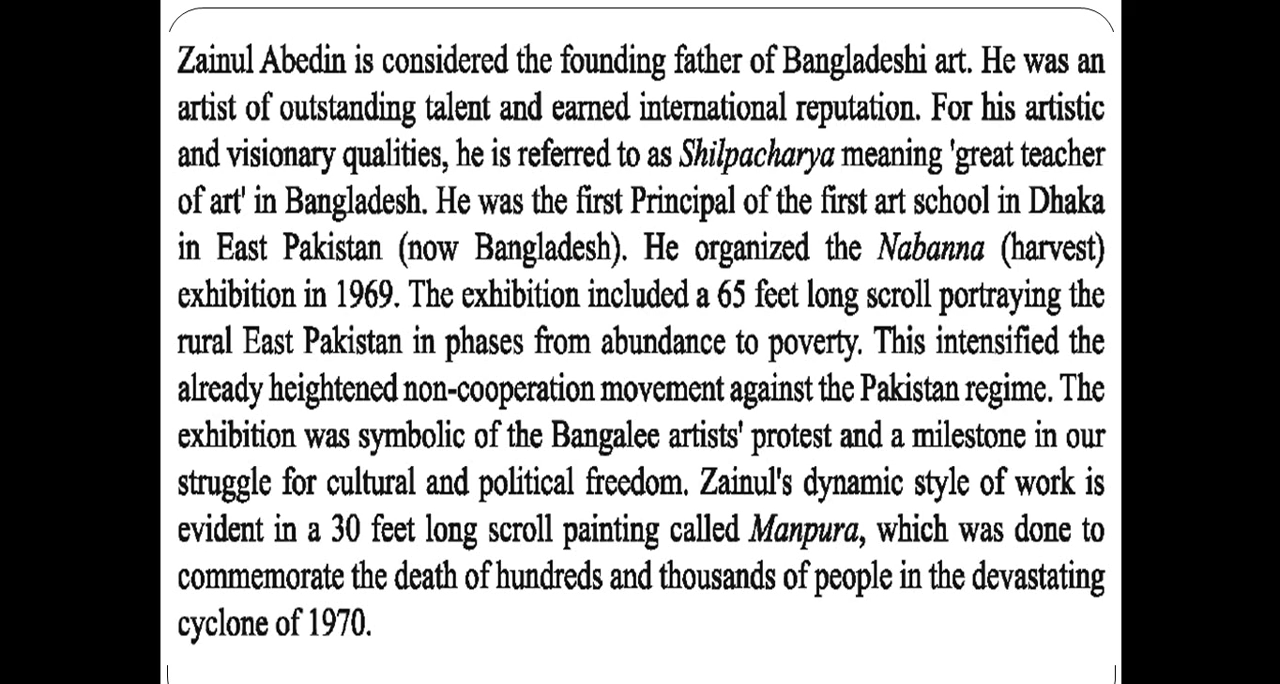 Zainul Abedin is considered the founding father of Bangladeshi art. He was an
artist of outstanding talent and earned international reputation. For his artistic
and visionary qualities, he is referred to as Shilpacharya meaning 'great teacher
of art' in Bangladesh. He was the first Principal of the first art school in Dhaka
in East Pakistan (now Bangladesh). He organized the Nabanna (harvest)
exhibition in 1969. The exhibition included a 65 feet long scroll portraying the
rural East Pakistan in phases from abundance to poverty. This intensified the
already heightened non-cooperation movement against the Pakistan regime. The
exhibition was symbolic of the Bangalee artists' protest and a milestone in our
struggle for cultural and political freedom. Zainul's dynamic style of work is
evident in a 30 feet long scroll painting called Manpura, which was done to
commemorate the death of hundreds and thousands of people in the devastating
cyclone of 1970.